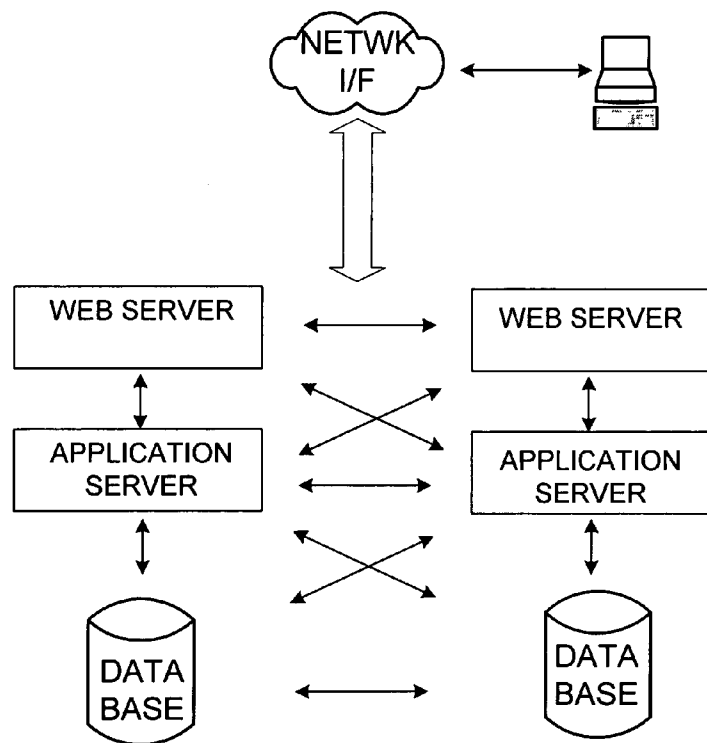 NETWK
I/F
WEB SERVER
WEB SERVER
APPLICATION
SERVER
APPLICATION
SERVER
DATA
BASE
DATA
BASE